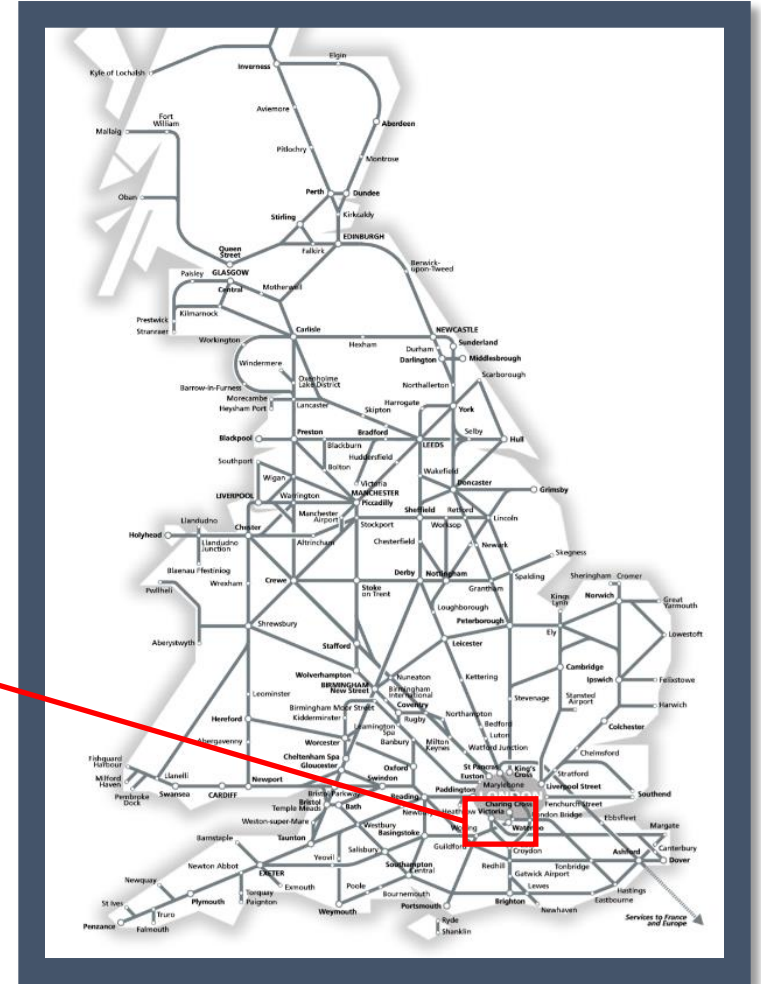 Elgin
Inverness
Kyle of Lochalsh
Aviemore
Fort
William
Mallaig
Aberdeen
Pitlochry
Montrose
Perth
Dundee
Oban
Stirling
Kirkcaldy
EDINBURGH
Queen
Street
Falkirk
Berwick-
upon-Tweed
Paisley
GLASGOW
Central
Motherwell
Prestwick
Kilmarnock
Stranraer
Carlisle
NEWCASTLE
Workington
Hexham
Sunderland
Durham
Darlington
Middlesbrough
Windermere
Scarborough
Oxenholme
Lake District
Barrow-in-Furness
Northallerton
Morecambe
Lancaster
Harrogate
Heysham Port
Skipton
York
Blackpool
Preston
Bradford
LEEDS
Selby
Hull
Blackburn
Huddersfield
Southport
Bolton
Wakefield
Wigan
Victoria
Doncaster
LIVERPOOL
Warrington
MANCHESTER
Piccadilly
Grimsby
Manchester
Airport
Sheffield
Retford
Llandudno
Chester
Stockport
Worksop
Lincoln
Holyhead
Llandudno
Junction
Altrincham
Chesterfield
Newark
Skegness
Blaenau Ffestiniog
Derby
Nottingham
Sheringham
Cromer
Pwllheli
Wrexham
Crewe
Stoke
on Trent
Grantham
Spalding
Kings
Lynn
Norwich
Great
Yarmouth
Loughborough
Shrewsbury
Peterborough
Aberystwyth
Stafford
Leicester
Ely
Lowestoft
Wolverhampton
Cambridge
BIRMINGHAM
New Street
Nuneaton
Kettering
Ipswich
Felixstowe
Birmingham
International
Leominster
Birmingham Moor Street
Coventry
Stevenage
Stansted
Airport
Harwich
Kidderminster
Rugby
Northampton
Hereford
Leamington
Spa
Bedford
Colchester
Worcester
Banbury
Milton
Keynes
Luton
Abergavenny
Watford Junction
Chelmsford
Cheltenham Spa
Gloucester
Oxford
St Pancras
King's
Cross
Fishguard
Harbour
Euston
Stratford
Llanelli
Newport
Swindon
Marylebone
Milford
Haven
Paddington
Liverpool Street
Pembroke
Dock
Swansea
CARDIFF
Bristol Parkway
Reading
Southend
Bristol
Temple Meads
Bath
Charing Cross
Fenchurch Street
Newbury
Heathrow
Victoria
London Bridge
Ebbsfleet
Weston-super-Mare
Westbury
Woking
Waterloo
Margate
Barnstaple
Taunton
Basingstoke
Guildford
Croydon
Canterbury
Salisbury
Ashford
Dover
Yeovil
Redhill
Tonbridge
Newton Abbot
Southampton
Central
Gatwick Airport
EXETER
Newquay
Exmouth
Poole
Lewes
Hastings
Torquay
Bournemouth
Eastbourne
St Ives
Plymouth
Paignton
Portsmouth
Brighton
Newhaven
Truro
Weymouth
Services to France
and Europe
Penzance
Falmouth
Ryde
Shanklin